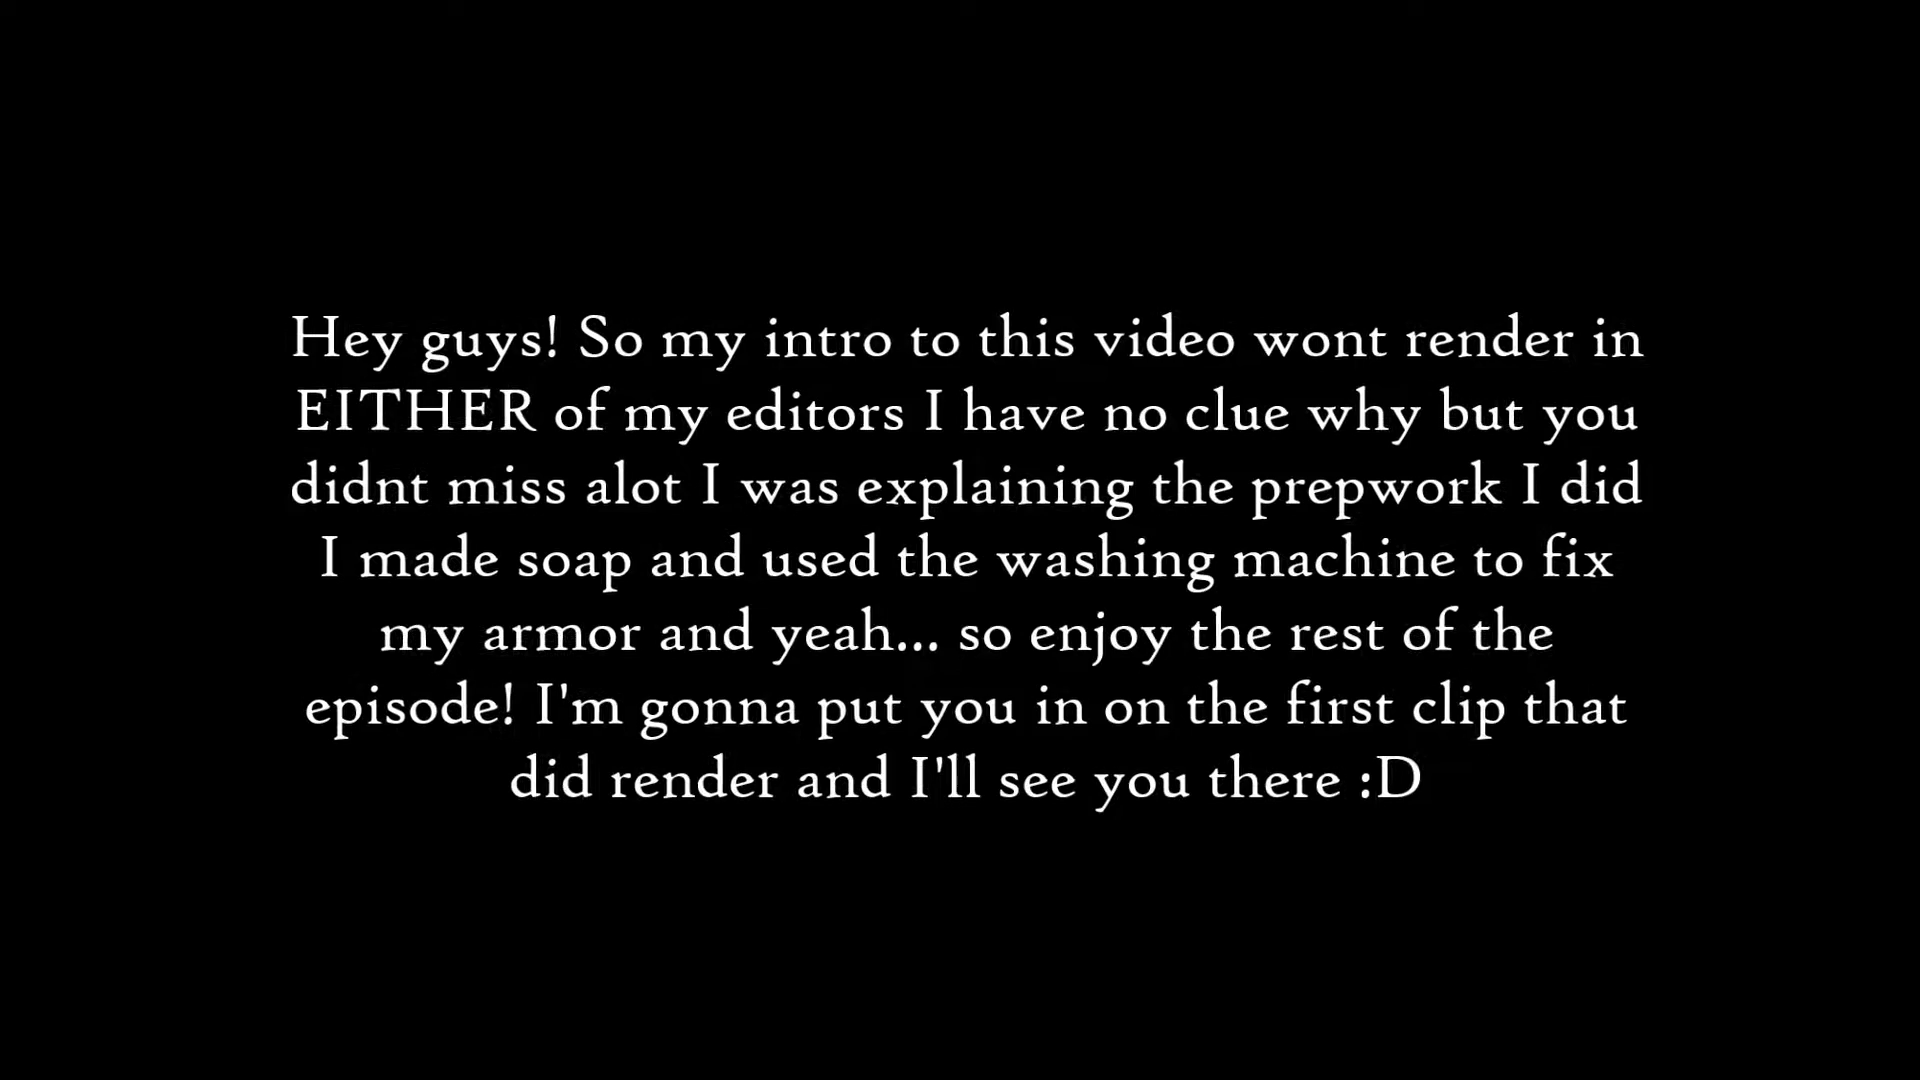 Hey guys! So my intro to this video wont render in
EITHER of my editors I have no clue why but you
didnt miss alot I was explaining the prepwork I did
I made soap and used the washing machine to fix
my armor and yeah... so enjoy the rest of the
episode! I'm gonna put you in on the first clip that
did render and I'll see you there :D